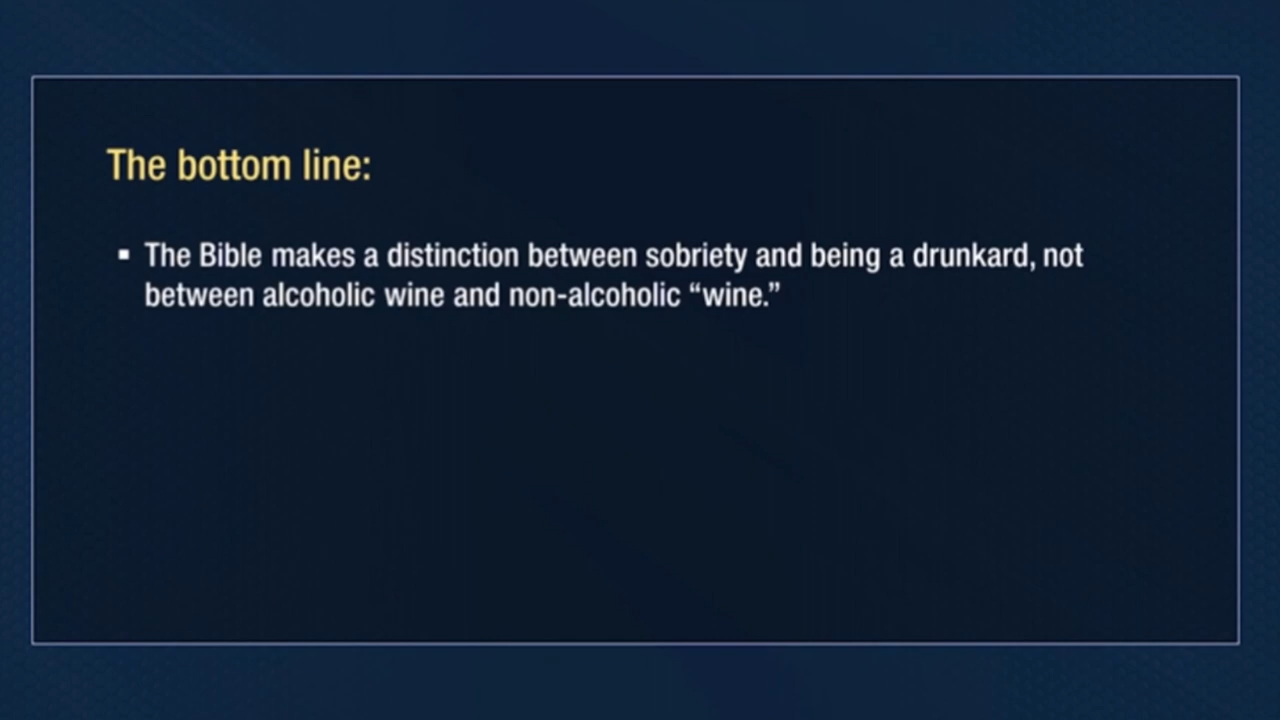 The bottom line:
▪ The Bible makes a distinction between sobriety and being a drunkard, not
between alcoholic wine and non-alcoholic “wine.”